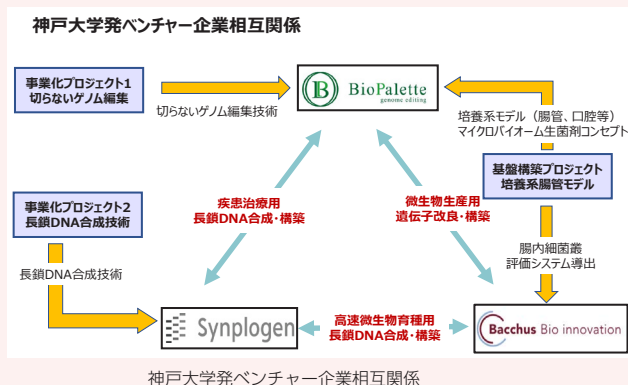 神戸大学発ベンチャー企業相互関係
事業化プロジェクト1
切らないゲノム編集
切らないゲノム編集技術
B BioPalette
genome editing
培養系モデル（腸管、口腔等）
マイクロバイオーム生菌剤コンセプト
基盤構築プロジェクト
培養系腸管モデル
事業化プロジェクト2
長鎖DNA合成技術
疾患治療用
長鎖DNA合成・構築
微生物生産用
遺伝子改良・構築
長鎖DNA合成技術
腸内細菌叢
評価システム導出
Synplogen
高速微生物育種用
長鎖DNA合成・構築
Bacchus Bio innovation
神戸大学発ベンチャー企業相互関係